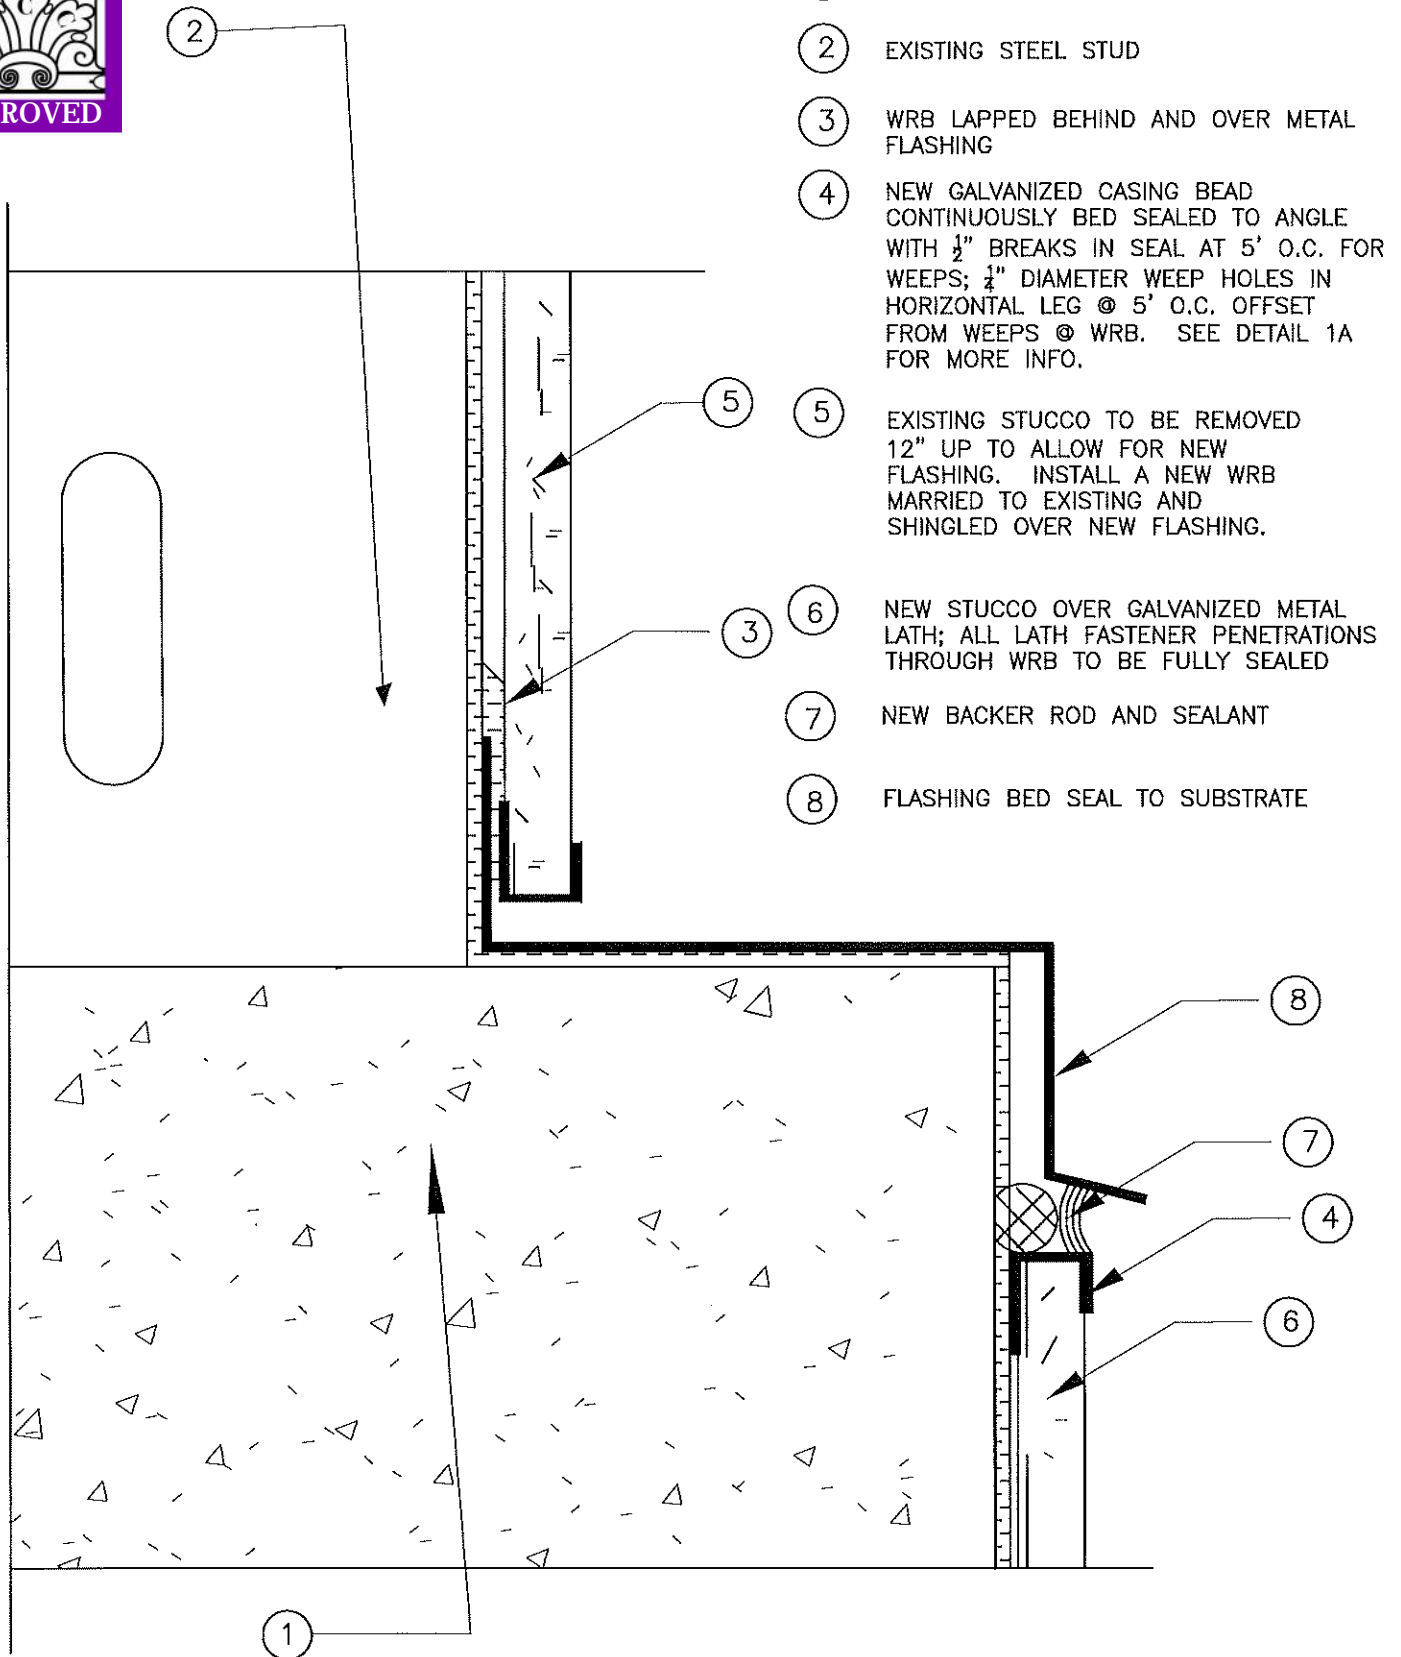 CC
ROVED
2
2 EXISTING STEEL STUD
3 WRB LAPPED BEHIND AND OVER METAL
FLASHING
4 NEW GALVANIZED CASING BEAD
CONTINUOUSLY BED SEALED TO ANGLE
WITH ½" BREAKS IN SEAL AT 5' O.C. FOR
WEEPS; ¼" DIAMETER WEEP HOLES IN
HORIZONTAL LEG @ 5' O.C. OFFSET
FROM WEEPS @ WRB. SEE DETAIL 1A
FOR MORE INFO.
5
5 EXISTING STUCCO TO BE REMOVED
12" UP TO ALLOW FOR NEW
FLASHING. INSTALL A NEW WRB
MARRIED TO EXISTING AND
SHINGLED OVER NEW FLASHING.
3
6 NEW STUCCO OVER GALVANIZED METAL
LATH; ALL LATH FASTENER PENETRATIONS
THROUGH WRB TO BE FULLY SEALED
7 NEW BACKER ROD AND SEALANT
8 FLASHING BED SEAL TO SUBSTRATE
8
7
4
6
1